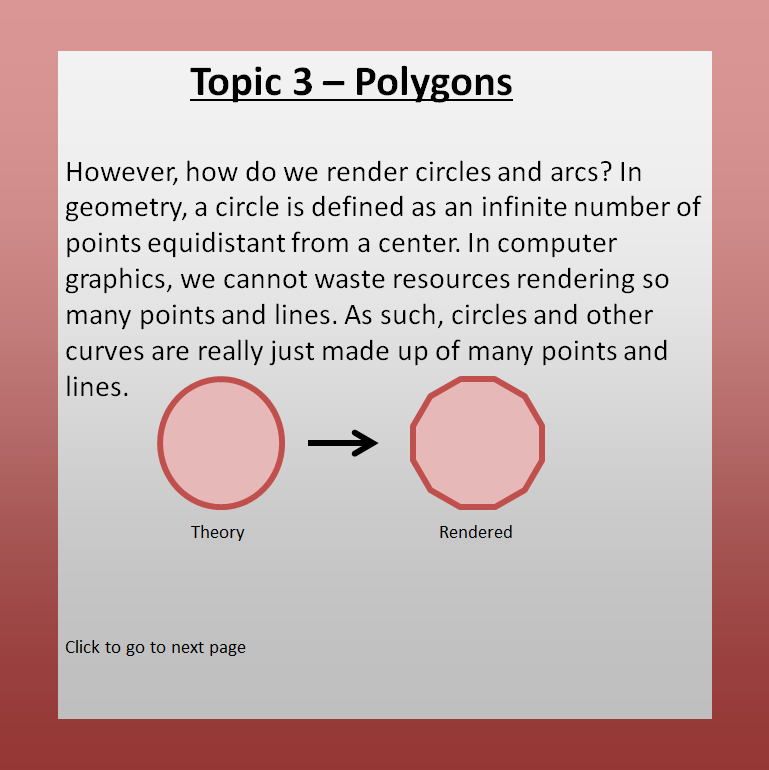 Topic 3 – Polygons
However, how do we render circles and arcs? In
geometry, a circle is defined as an infinite number of
points equidistant from a center. In computer
graphics, we cannot waste resources rendering so
many points and lines. As such, circles and other
curves are really just made up of many points and
lines.
Theory
Rendered
Click to go to next page